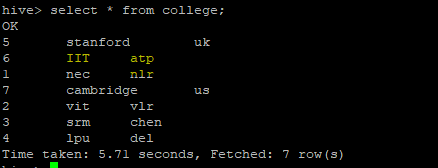 hive> select * from college;
OK
5 stanford uk
6 IIT atp
1 nec nlr
7 cambridge us
2 vit vlr
3 srm chen
4 lpu del
Time taken: 5.71 seconds, Fetched: 7 row(s)